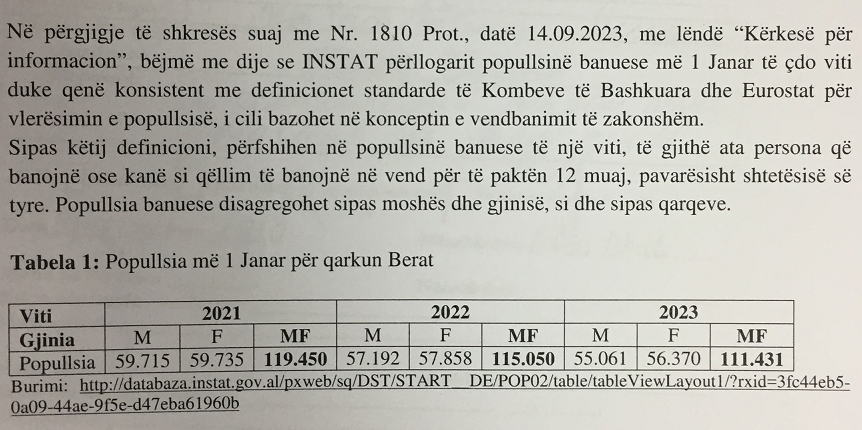 Në përgjigje të shkresës suaj me Nr. 1810 Prot., datë 14.09.2023, me lëndë “Kërkesë për
informacion”, bëjmë me dije se INSTAT përllogarit popullsinë banuese më 1 Janar të çdo viti
duke qenë konsistent me definicionet standarde të Kombeve të Bashkuara dhe Eurostat për
vlerësimin e popullsisë, i cili bazohet në konceptin e vendbanimit të zakonshëm.
Sipas këtij definicioni, përfshihen në popullsinë banuese të një viti, të gjithë ata persona që
banojnë ose kanë si qëllim të banojnë në vend për të paktën 12 muaj, pavarësisht shtetësisë së
tyre. Popullsia banuese disagregohet sipas moshës dhe gjinisë, si dhe sipas qarqeve.
Tabela 1: Popullsia më 1 Janar për qarkun Berat
Viti 2021 2022 2023
Gjinia M F MF M F MF M F MF
Popullsia 59.715 59.735 119.450 57.192 57.858 115.050 55.061 56.370 111.431
Burimi: http://databaza.instat.gov.al/pxweb/sq/DST/START__DE/POP02/table/tableViewLayout1/?rxid=3fc44eb5-
0a09-44ae-9f5e-d47eba61960b